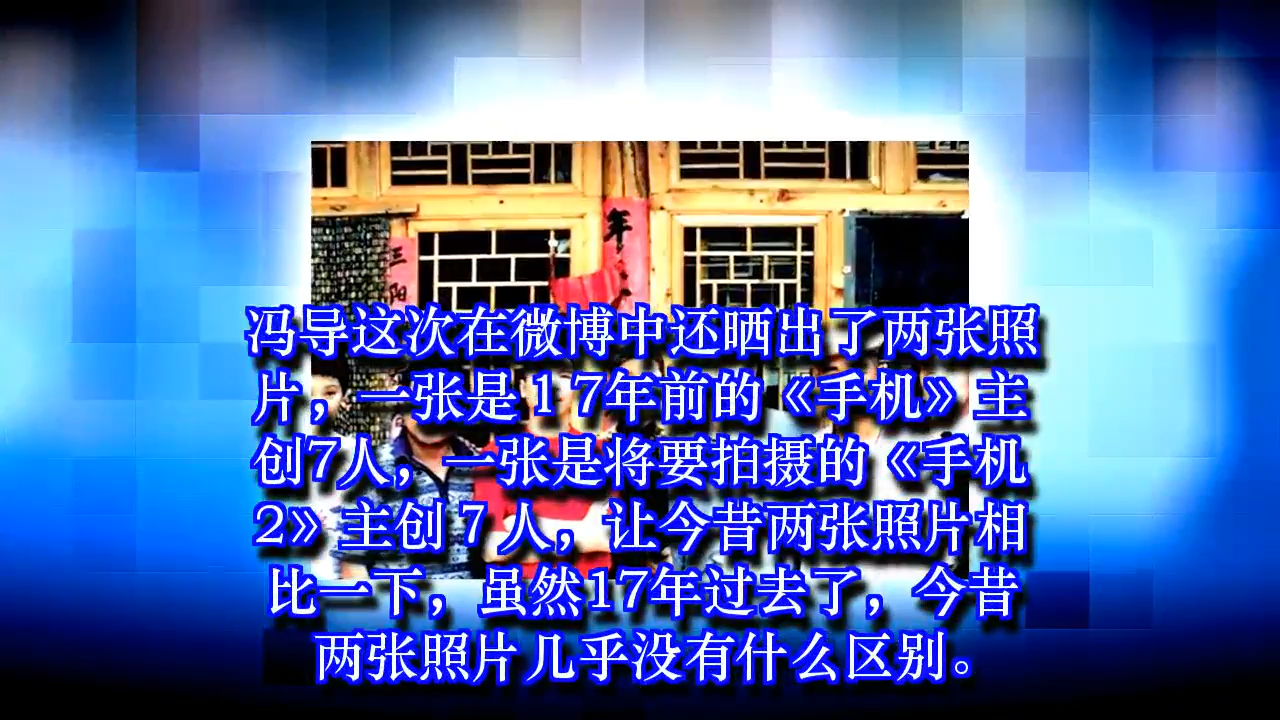 年
三
阳
冯导这次在微博中还晒出了两张照
片，一张是１7年前的《手机》主
创7人，一张是将要拍摄的《手机
2》主创７人，让今昔两张照片相
比一下，虽然17年过去了，今昔
两张照片几乎没有什么区别。